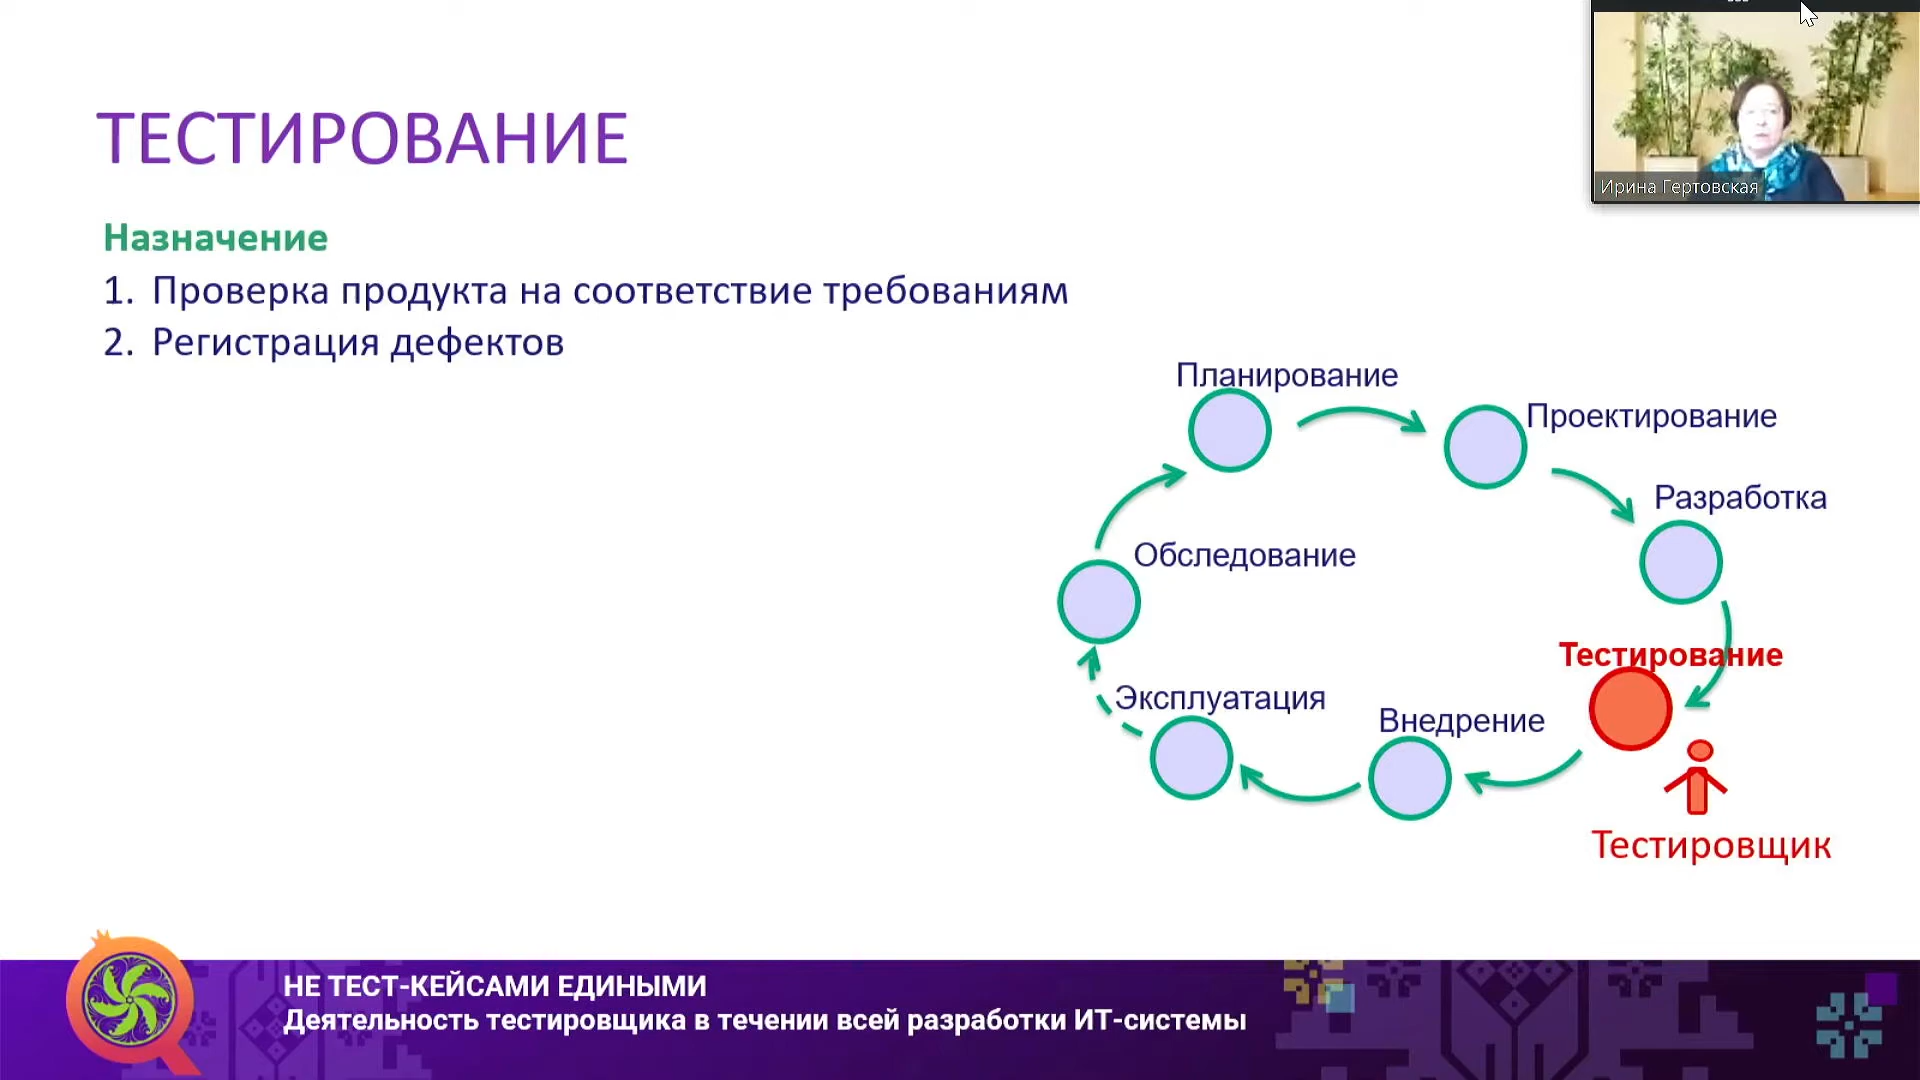 ТЕСТИРОВАНИЕ
Ирина Гертовская
Назначение
1. Проверка продукта на соответствие требованиям
2. Регистрация дефектов
Планирование
Проектирование
Разработка
Обследование
Тестирование
Эксплуатация
Внедрение
Тестировщик
НЕ ТЕСТ-КЕЙСАМИ ЕДИНЫМИ
Деятельность тестировщика в течении всей разработки ИТ-системы